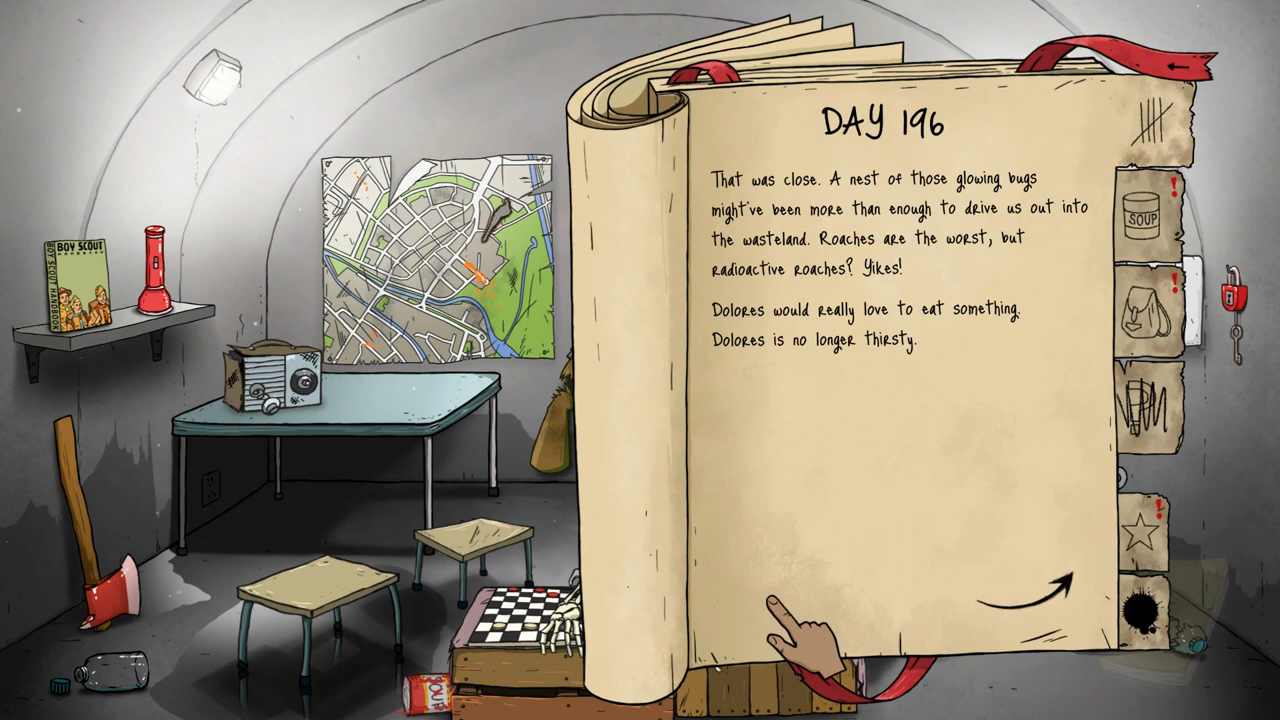 DAY 196
That was close. A nest of those glowing bugs
might've been more than enough to drive us out into
the wasteland. Roaches are the worst, but
radioactive roaches? Yikes!
Dolores would really love to eat something.
Dolores is no longer thirsty.
SOUP
BOY SCOUT
HANDBOOK
BOY SCOUT HANDBOOK
SOUP